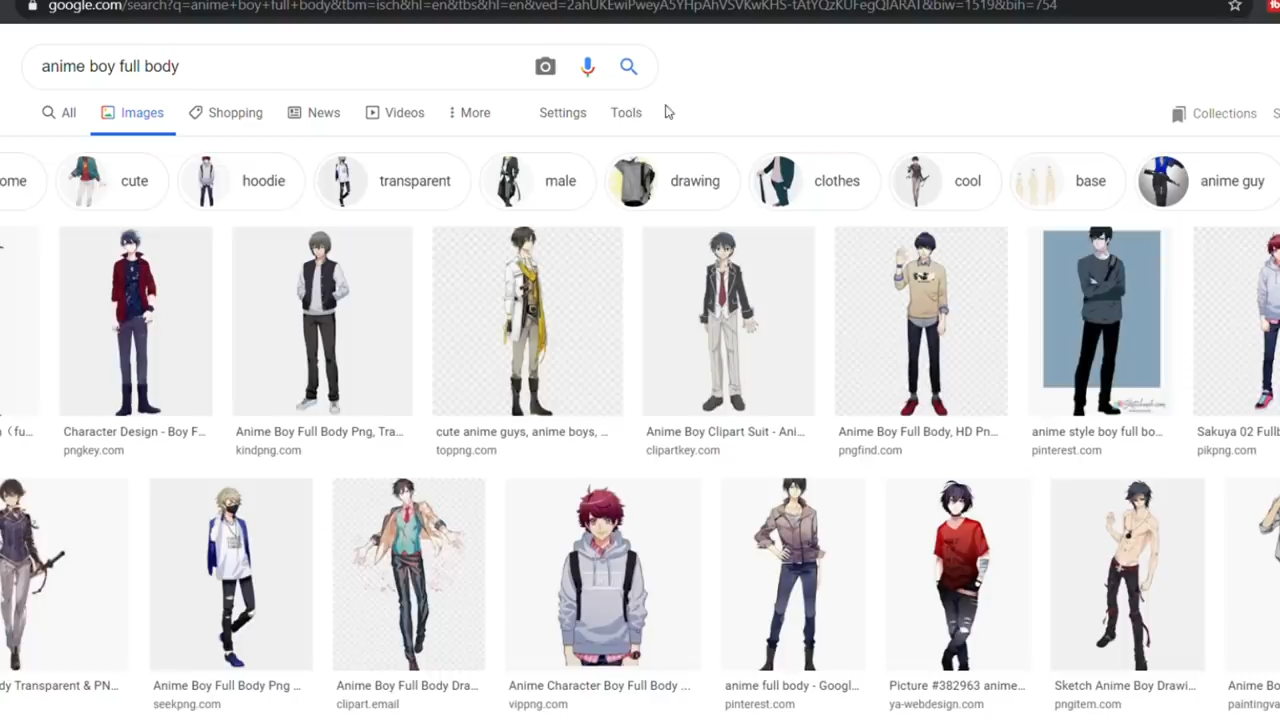 google.com/search?q=anime+boy+full+body&tbm=isch&hl=en&tbs&hl=en&ved=2ahUKEwiPweyA5YHpAhVSVKwKHS-tAtYQzKUFegQIARAT&biw=1519&bih=754
anime boy full body
All Images Shopping News Videos More Settings Tools Collections S
ome cute hoodie transparent male drawing clothes cool base anime guy
(fu... Character Design - Boy F... Anime Boy Full Body Png, Tra... cute anime guys, anime boys, ... Anime Boy Clipart Suit - Ani... Anime Boy Full Body, HD Pn... anime style boy full bo... Sakuya 02 Fullb
pngkey.com kindpng.com toppng.com clipartkey.com pngfind.com pinterest.com pikpng.com
dy Transparent & PN... Anime Boy Full Body Png ... Anime Boy Full Body Dra... Anime Character Boy Full Body ... anime full body - Googl... Picture #382963 anime... Sketch Anime Boy Drawi... Anime Bo
seekpng.com clipart.email vippng.com pinterest.com ya-webdesign.com pngitem.com paintingva